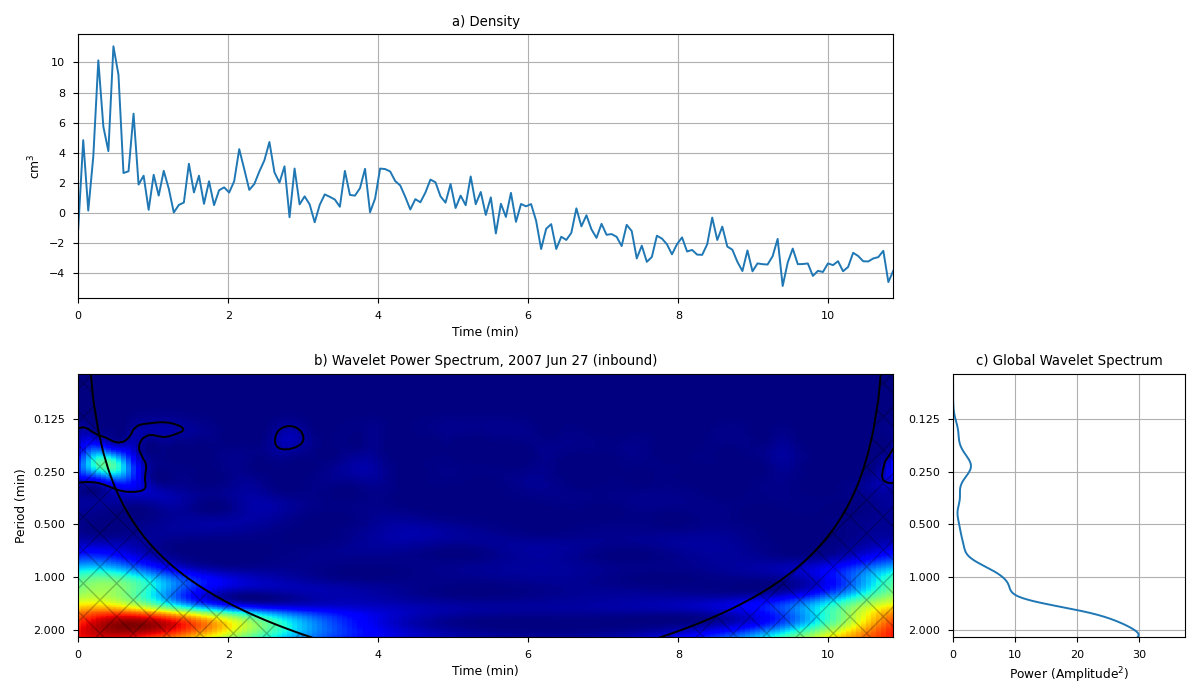 a) Density
10
8
6
4
2
0
−2
−4
cm³
0 2 4 6 8 10
Time (min)
b) Wavelet Power Spectrum, 2007 Jun 27 (inbound)
0.125
0.250
0.500
1.000
2.000
Period (min)
0 2 4 6 8 10
Time (min)
c) Global Wavelet Spectrum
0.125
0.250
0.500
1.000
2.000
0 10 20 30
Power (Amplitude²)